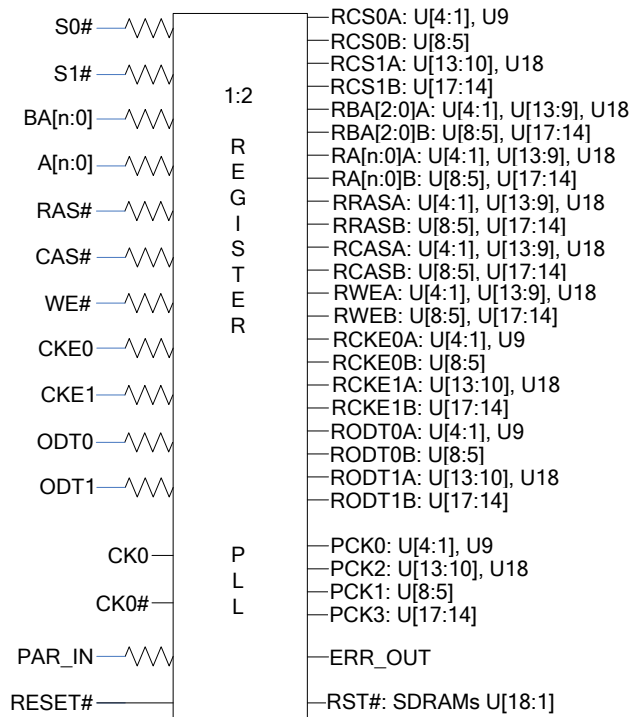 S0#
S1#
BA[n:0]
A[n:0]
RAS#
CAS#
WE#
CKE0
CKE1
ODT0
ODT1
CK0
CK0#
PAR_IN
RESET#
1:2
R
E
G
I
S
T
E
R
P
L
L
RCS0A: U[4:1], U9
RCS0B: U[8:5]
RCS1A: U[13:10], U18
RCS1B: U[17:14]
RBA[2:0]A: U[4:1], U[13:9], U18
RBA[2:0]B: U[8:5], U[17:14]
RA[n:0]A: U[4:1], U[13:9], U18
RA[n:0]B: U[8:5], U[17:14]
RRASA: U[4:1], U[13:9], U18
RRASB: U[8:5], U[17:14]
RCASA: U[4:1], U[13:9], U18
RCASB: U[8:5], U[17:14]
RWEA: U[4:1], U[13:9], U18
RWEB: U[8:5], U[17:14]
RCKE0A: U[4:1], U9
RCKE0B: U[8:5]
RCKE1A: U[13:10], U18
RCKE1B: U[17:14]
RODT0A: U[4:1], U9
RODT0B: U[8:5]
RODT1A: U[13:10], U18
RODT1B: U[17:14]
PCK0: U[4:1], U9
PCK2: U[13:10], U18
PCK1: U[8:5]
PCK3: U[17:14]
ERR_OUT
RST#: SDRAMs U[18:1]